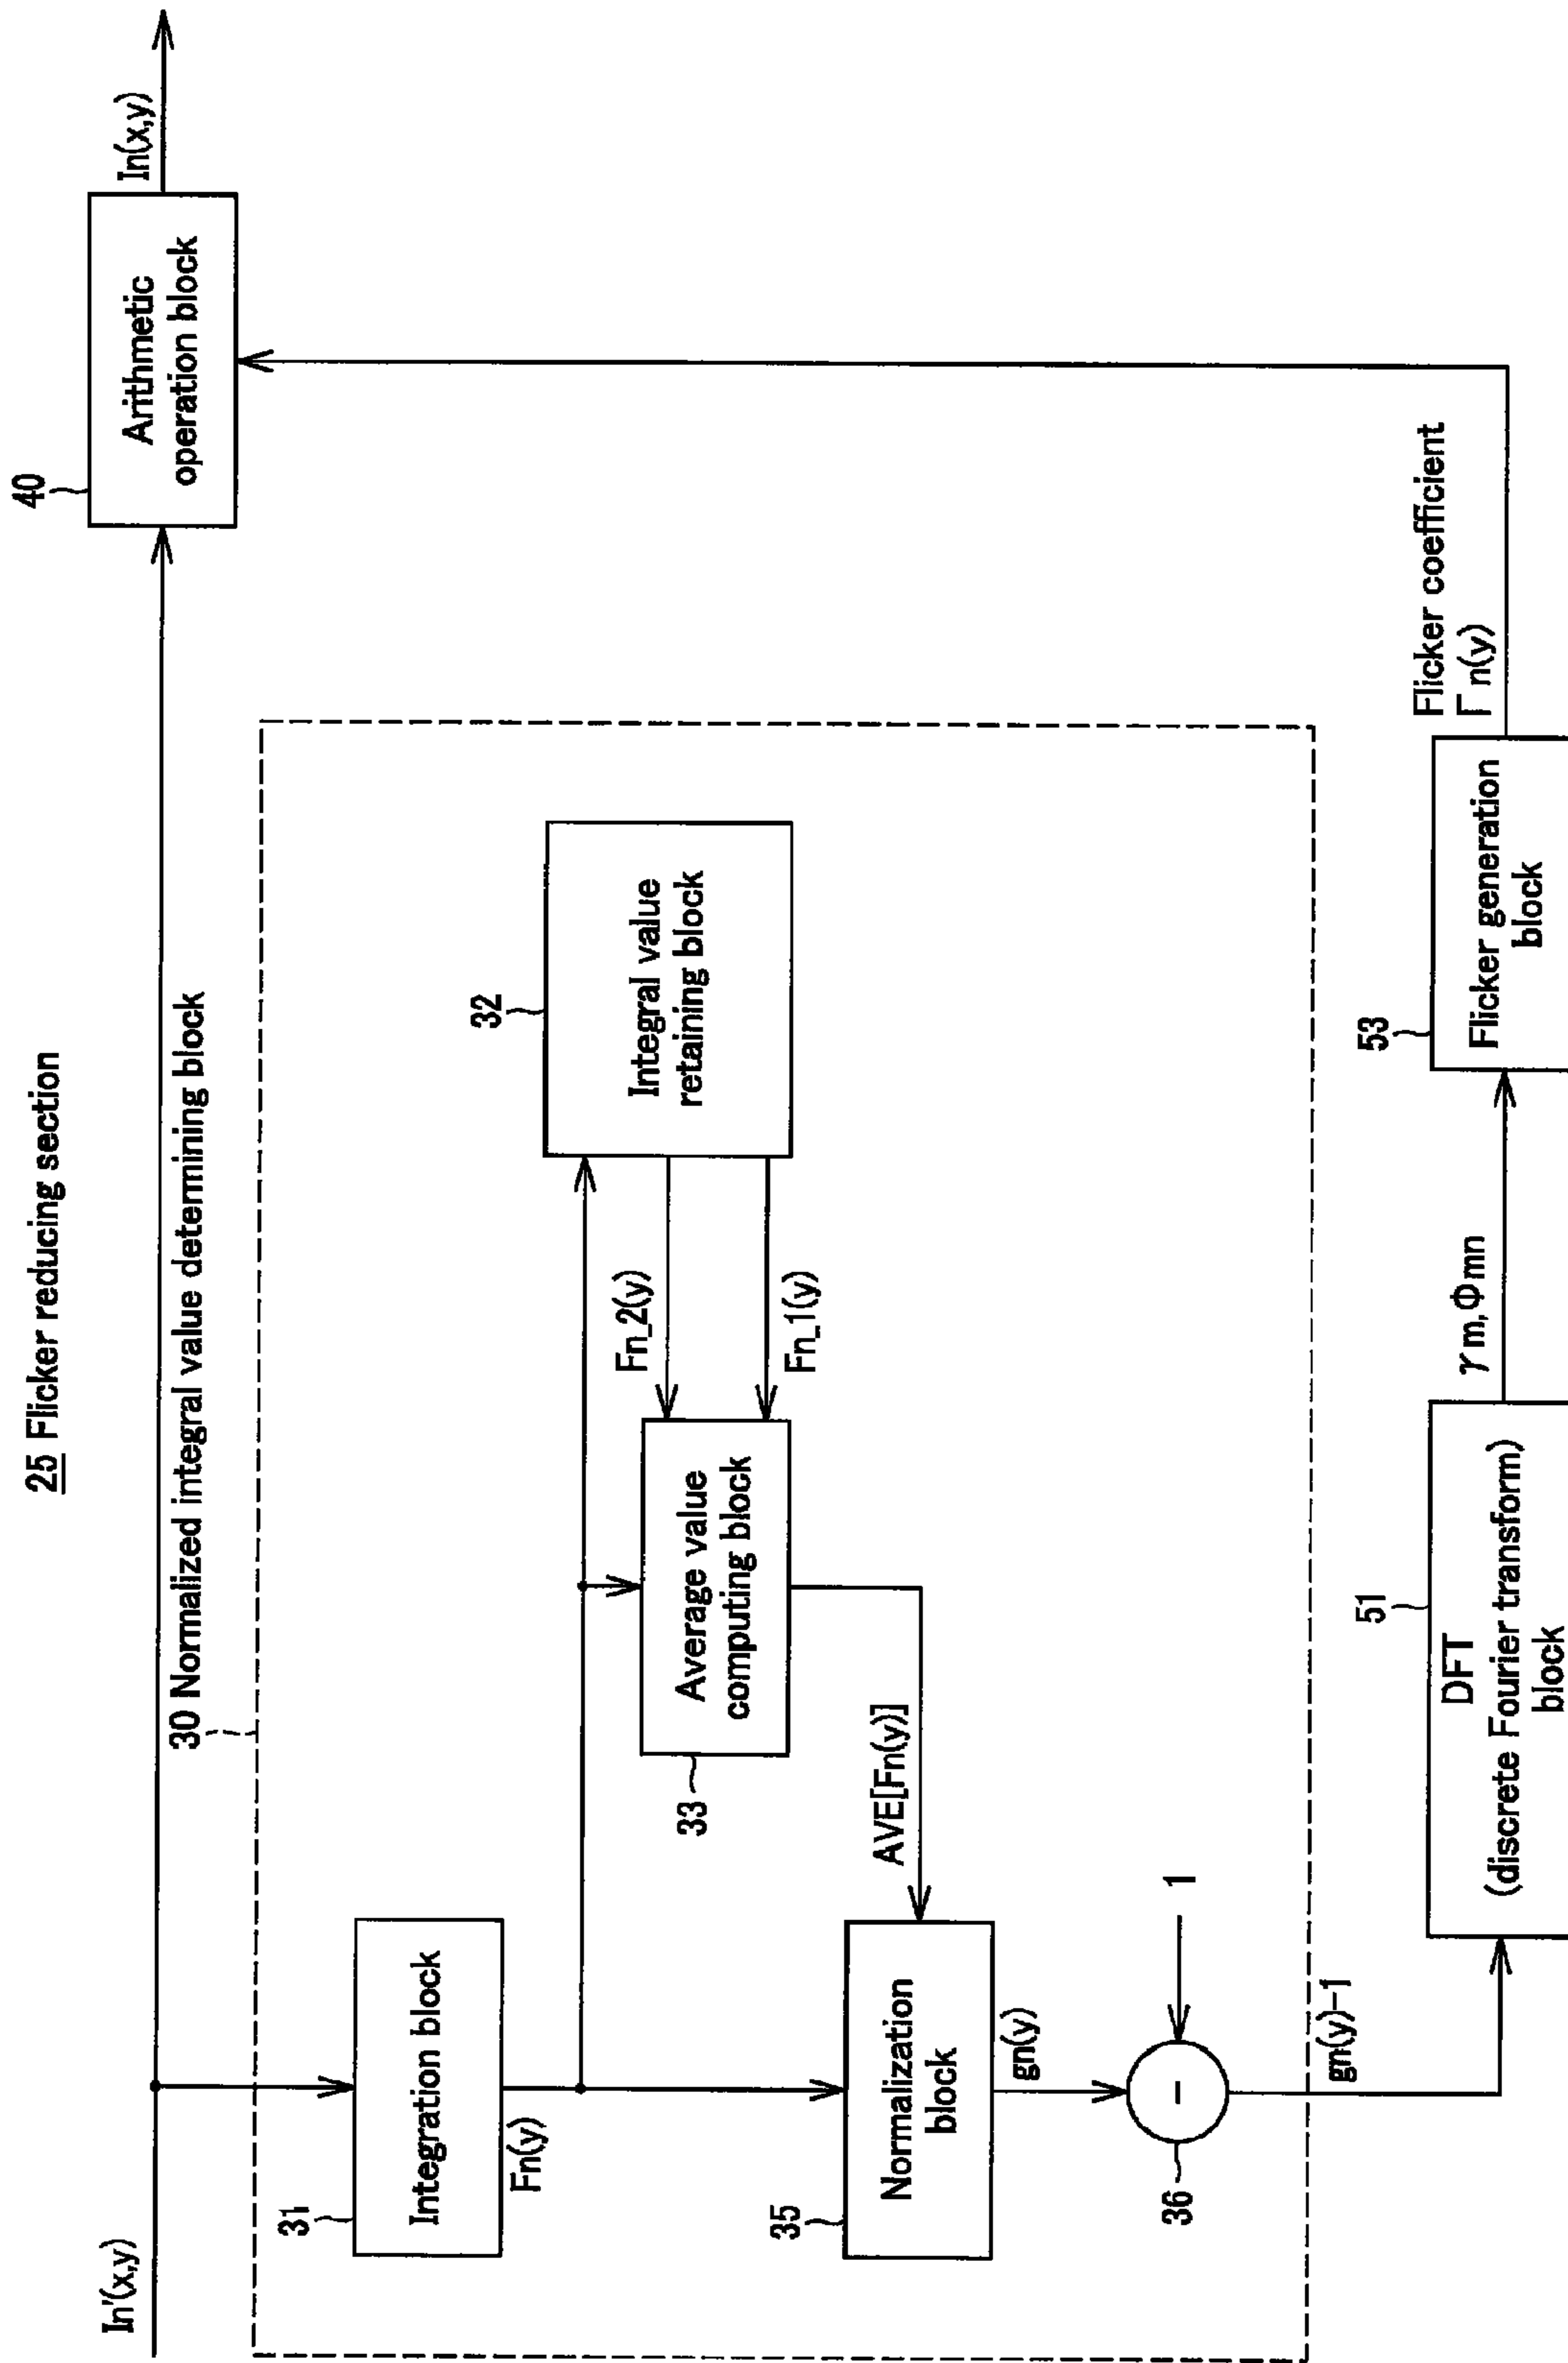 25 Flicker reducing section
In'(x,y)
40
Arithmetic
operation block
In(x,y)
30 Normalized integral value determining block
31
Integration block
Fn(y)
32
Integral value
retaining block
Fn_2(y)
Fn_1(y)
Average value
computing block
33
AVE[Fn(y)]
35
Normalization
block
gn(y)
1
-
36
gn(y)-1
51
DFT
(discrete Fourier transform)
block
γm,Φmn
53
Flicker generation
block
Flicker coefficient
Γn(y)